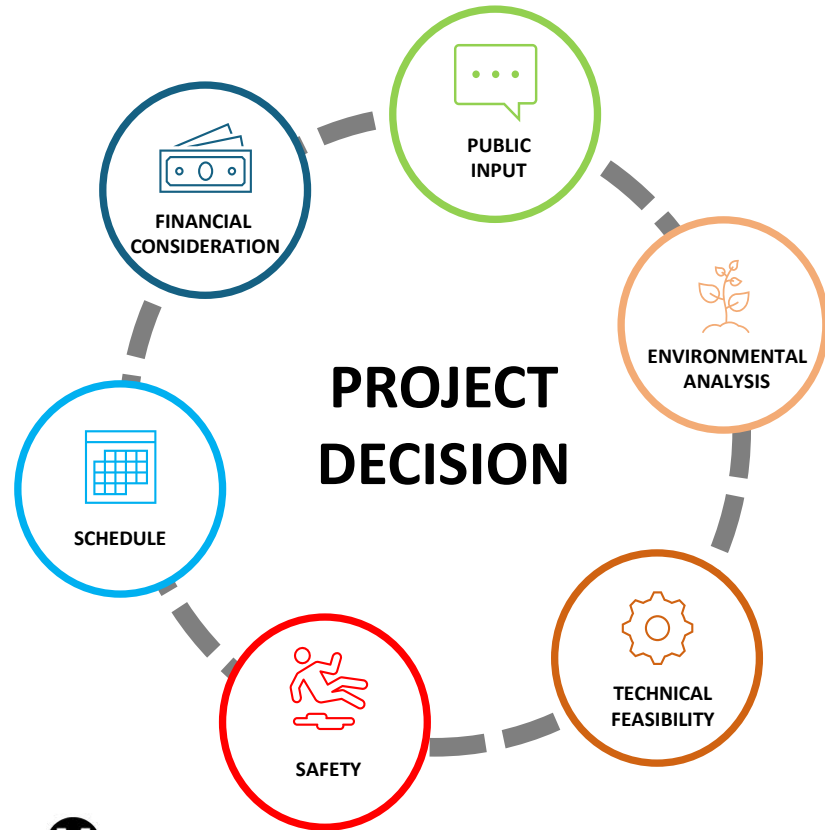 PUBLIC
INPUT
FINANCIAL
CONSIDERATION
ENVIRONMENTAL
ANALYSIS
PROJECT
DECISION
SCHEDULE
TECHNICAL
FEASIBILITY
SAFETY